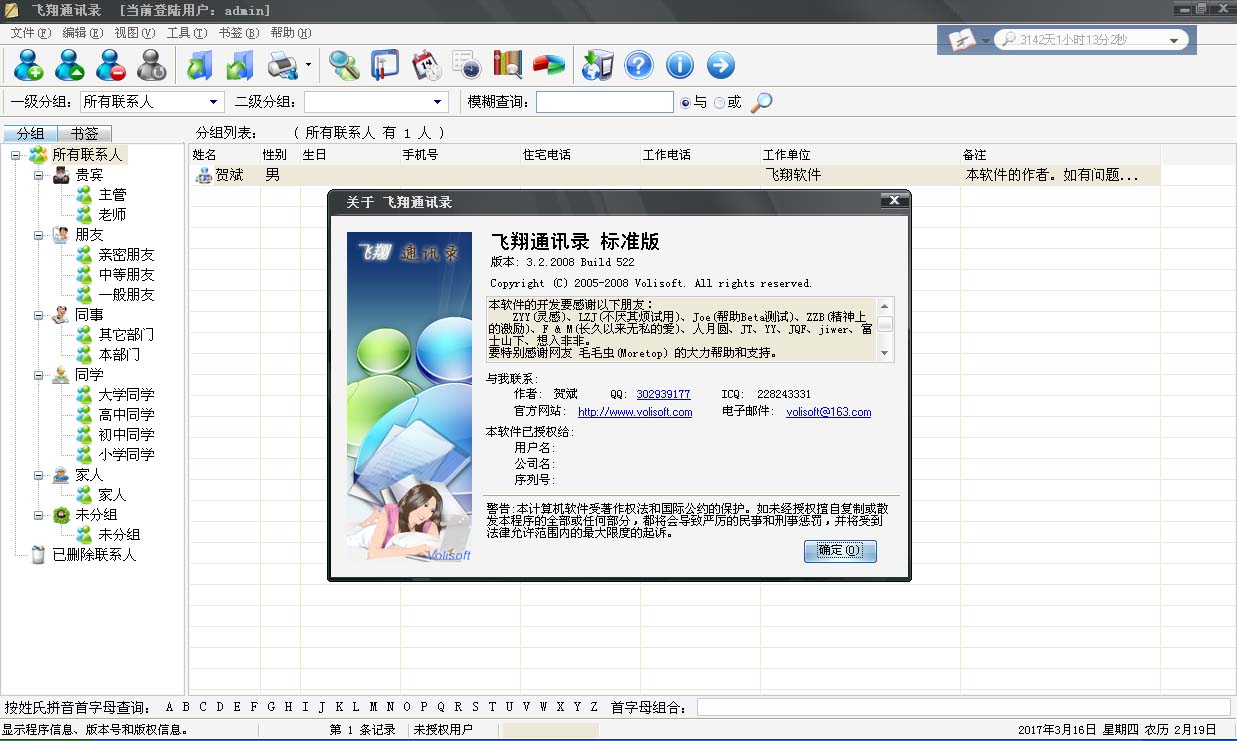 飞翔通讯录 [当前登陆用户: admin]
文件(F) 编辑(E) 视图(V) 工具(T) 书签(B) 帮助(H)
3142天1小时13分2秒
一级分组: 所有联系人 二级分组: 模糊查询: 与 或
分组 书签 分组列表: ( 所有联系人 有 1 人 )
姓名 性别 生日 手机号 住宅电话 工作电话 工作单位 备注
贺斌 男 飞翔软件 本软件的作者。如有问题...
所有联系人
贵宾
主管
老师
朋友
亲密朋友
中等朋友
一般朋友
同事
其它部门
本部门
同学
大学同学
高中同学
初中同学
小学同学
家人
家人
未分组
未分组
已删除联系人
关于 飞翔通讯录
飞翔 通讯录
Volisoft
飞翔通讯录 标准版
版本: 3.2.2008 Build 522
Copyright (C) 2005-2008 Volisoft. All rights reserved.
本软件的开发要感谢以下朋友:
ZYY(灵感)、LZJ(不厌其烦试用)、Joe(帮助Beta测试)、ZZB(精神上
的激励)、F & M(长久以来无私的爱)、人月圆、JT、YY、JQF、jiwer、富
士山下、想入非非。
要特别感谢网友 毛毛虫(Moretop) 的大力帮助和支持。
与我联系:
作者: 贺斌 QQ: 302939177 ICQ: 228243331
官方网站: http://www.volisoft.com 电子邮件: volisoft@163.com
本软件已授权给:
用户名:
公司名:
序列号:
警告:本计算机软件受著作权法和国际公约的保护。如未经授权擅自复制或散
发本程序的全部或任何部分，都将会导致严厉的民事和刑事惩罚，并将受到
法律允许范围内的最大限度的起诉。
确定(O)
按姓氏拼音首字母查询: A B C D E F G H I J K L M N O P Q R S T U V W X Y Z 首字母组合:
显示程序信息、版本号和版权信息。 第 1 条记录 未授权用户 2017年3月16日 星期四 农历 2月19日